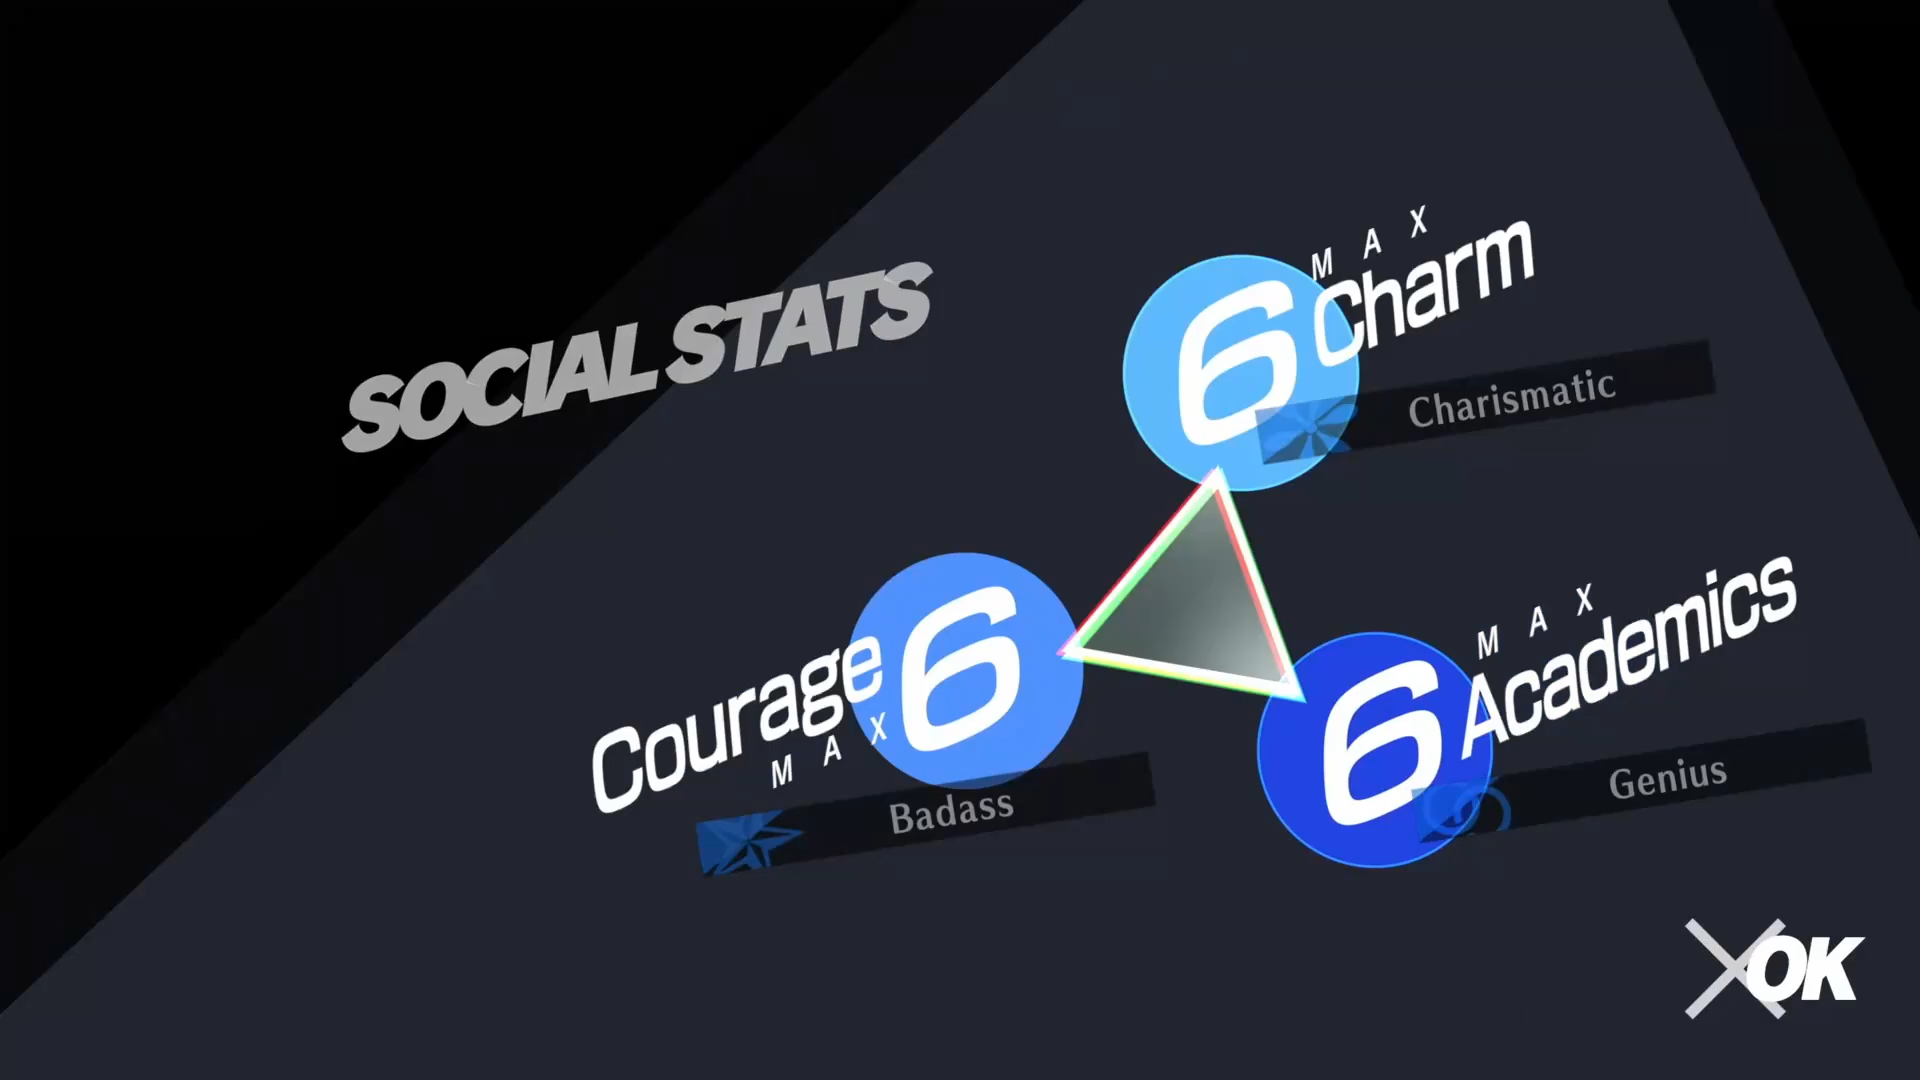 SOCIAL STATS
MAX
6 Charm
Charismatic
Courage 6
MAX
Badass
MAX
6 Academics
Genius
OK